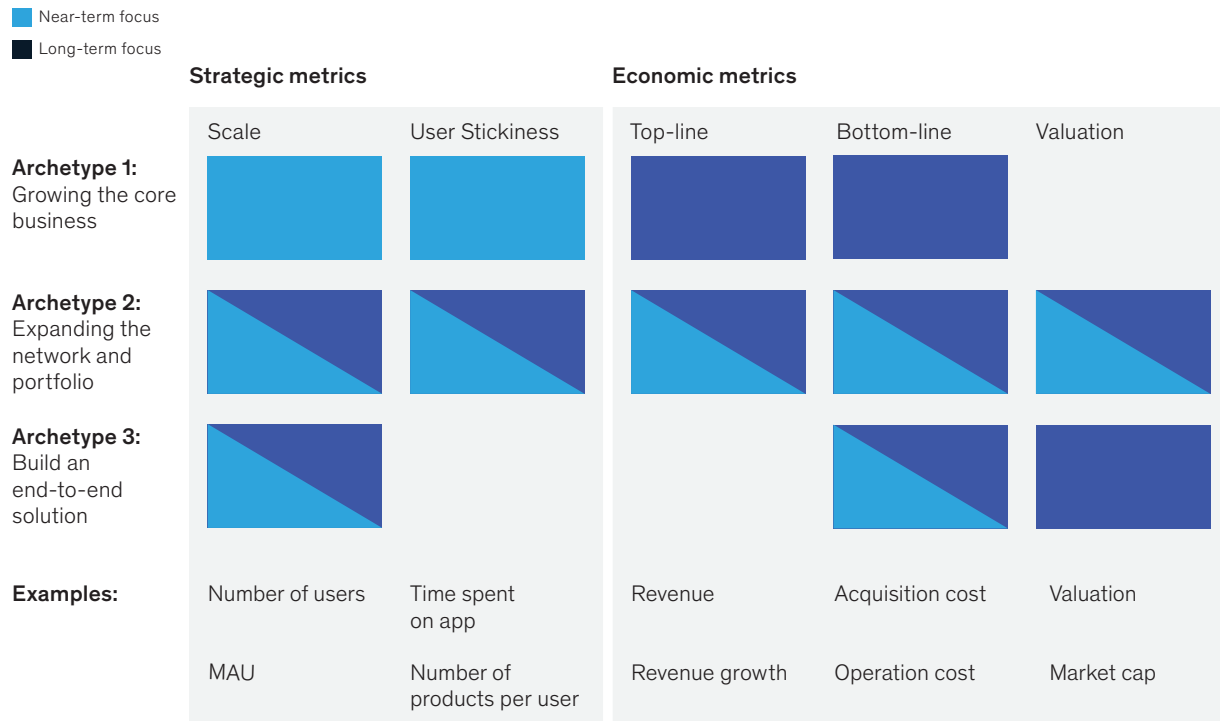 Near-term focus
Long-term focus
Strategic metrics
Economic metrics
Scale
User Stickiness
Top-line
Bottom-line
Valuation
Archetype 1:
Growing the core
business
Archetype 2:
Expanding the
network and
portfolio
Archetype 3:
Build an
end-to-end
solution
Examples:
Number of users
Time spent
on app
Revenue
Acquisition cost
Valuation
MAU
Number of
products per user
Revenue growth
Operation cost
Market cap